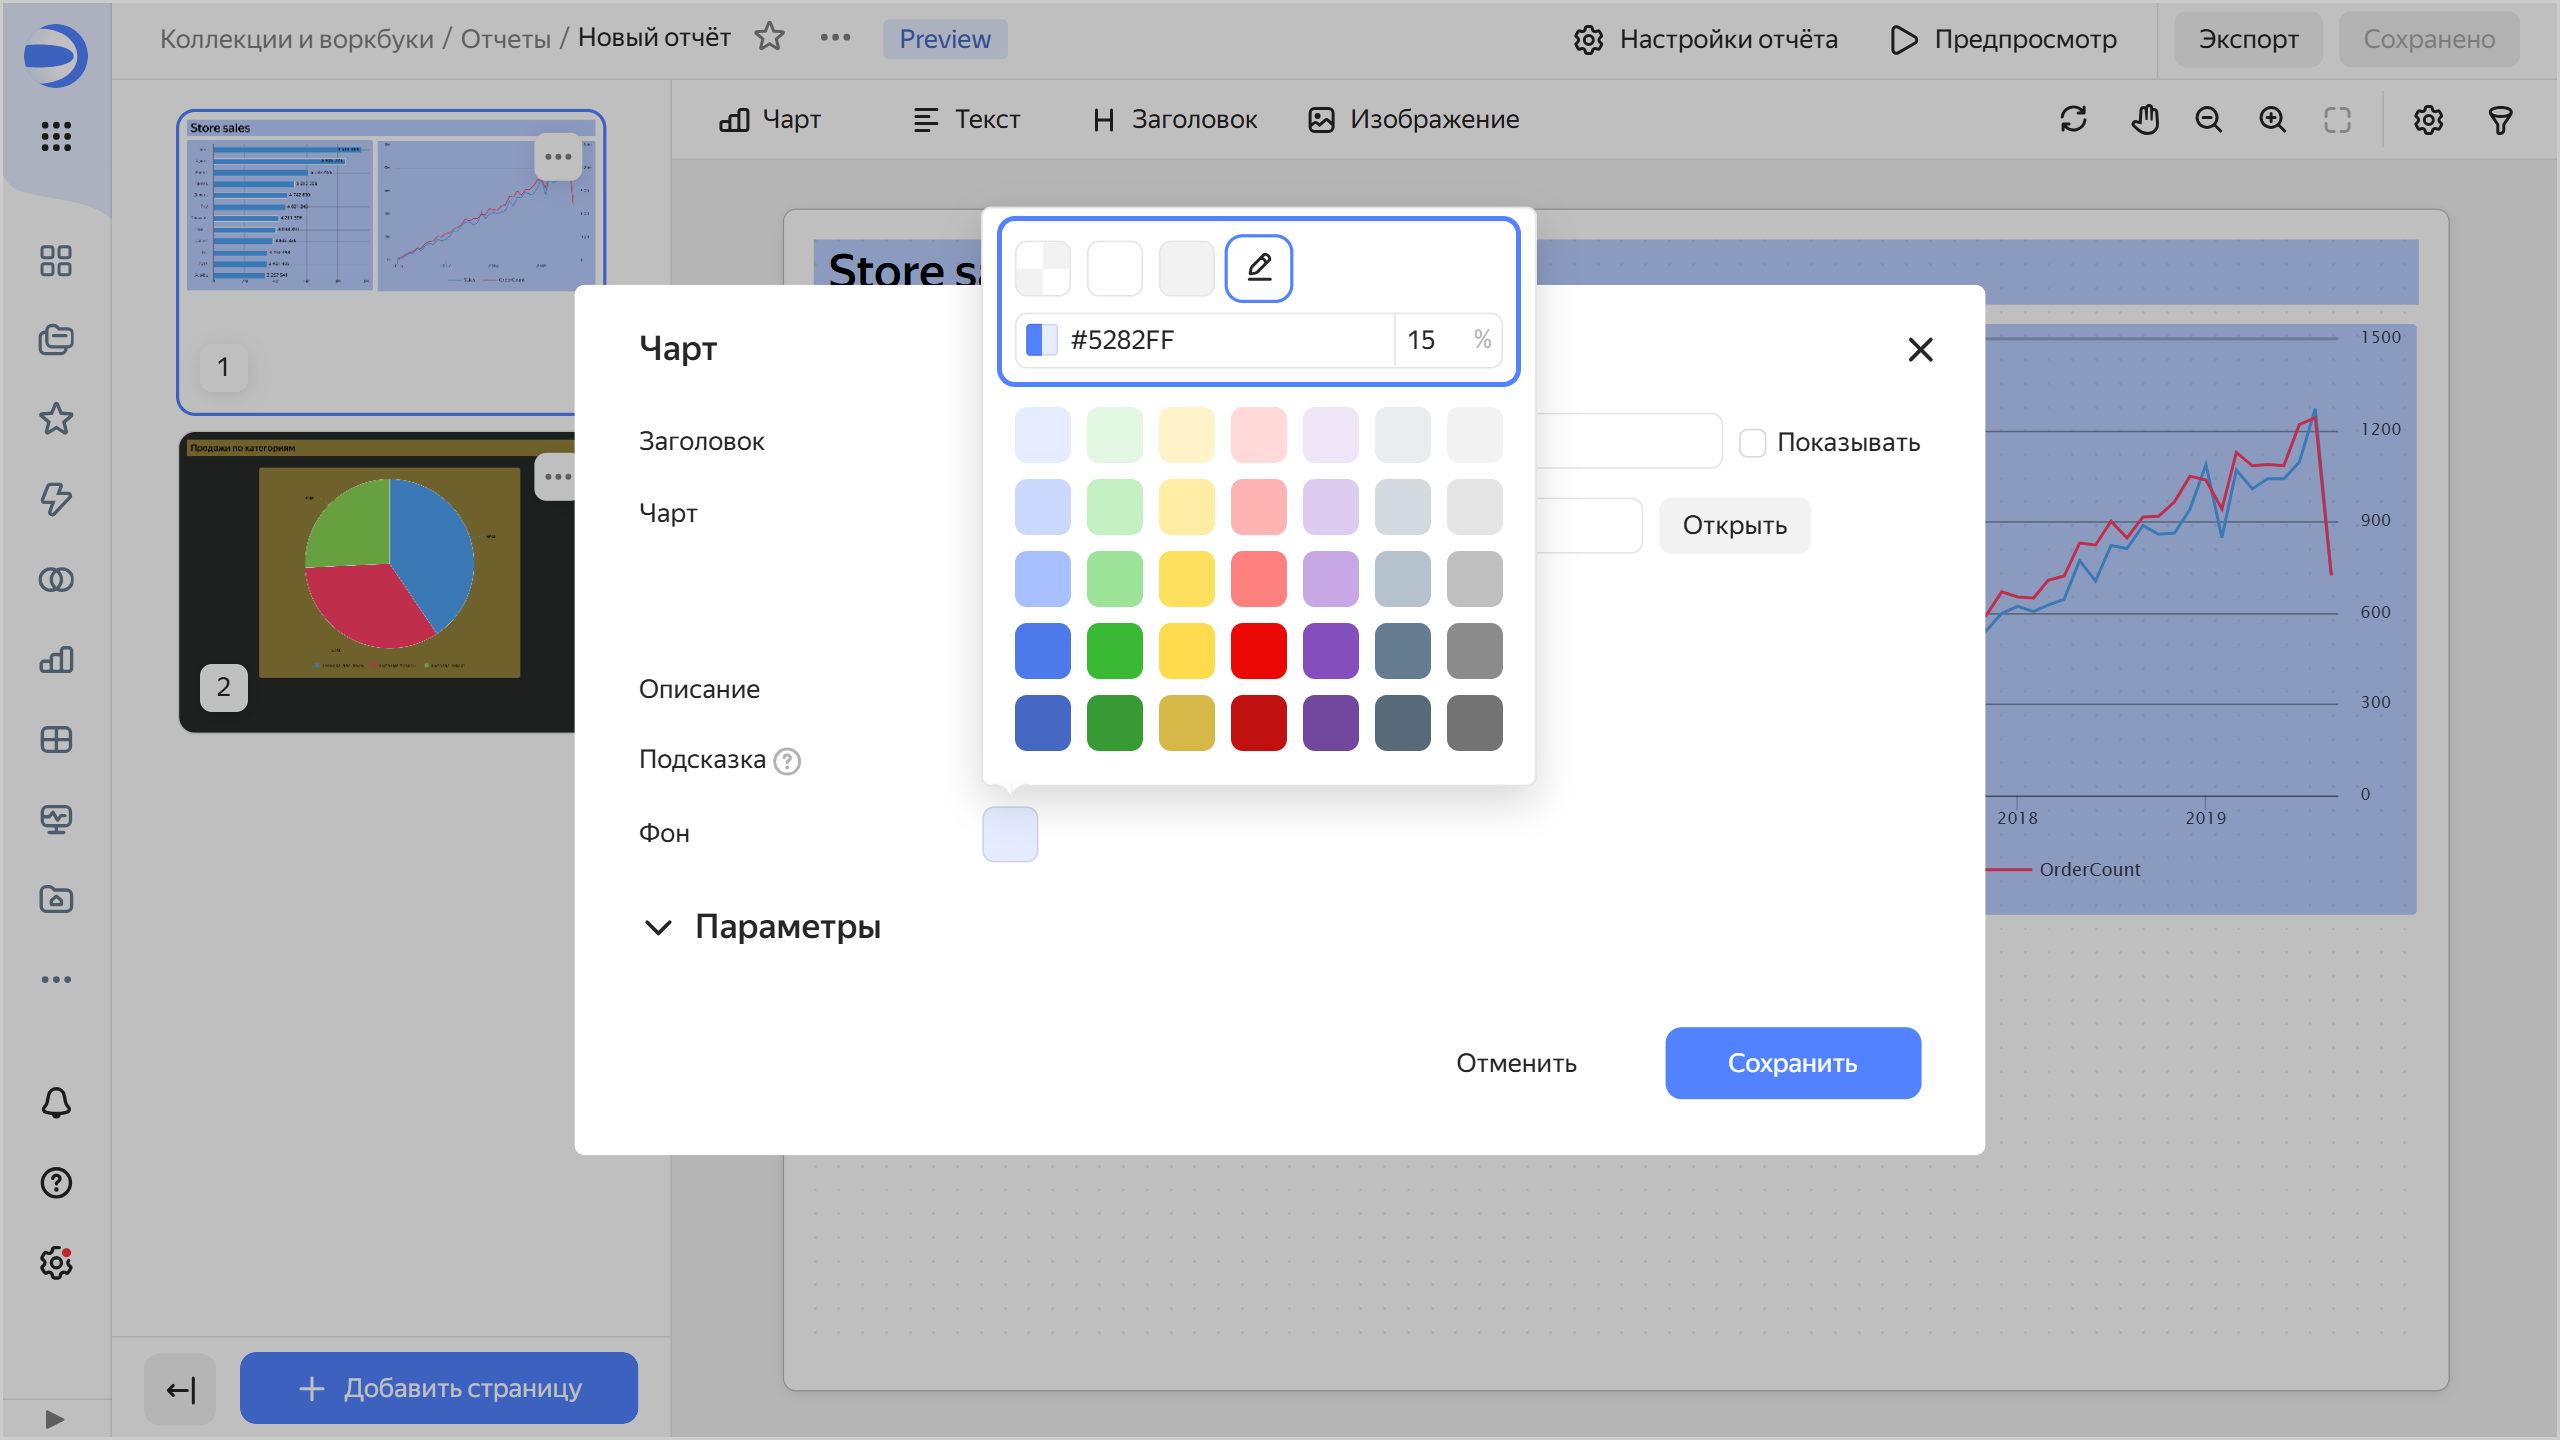 Коллекции и воркбуки / Отчеты / Новый отчёт
Preview
Настройки отчёта
Предпросмотр
Экспорт
Сохранено
Чарт
Текст
Заголовок
Изображение
Store sales
Sales
OrderCount
1
Продажи по категориям
2
Store s
#5282FF
15
%
Чарт
Заголовок
Показывать
Чарт
Открыть
Описание
Подсказка
Фон
Параметры
Отменить
Сохранить
1500
1200
900
600
300
0
2018
2019
OrderCount
Добавить страницу